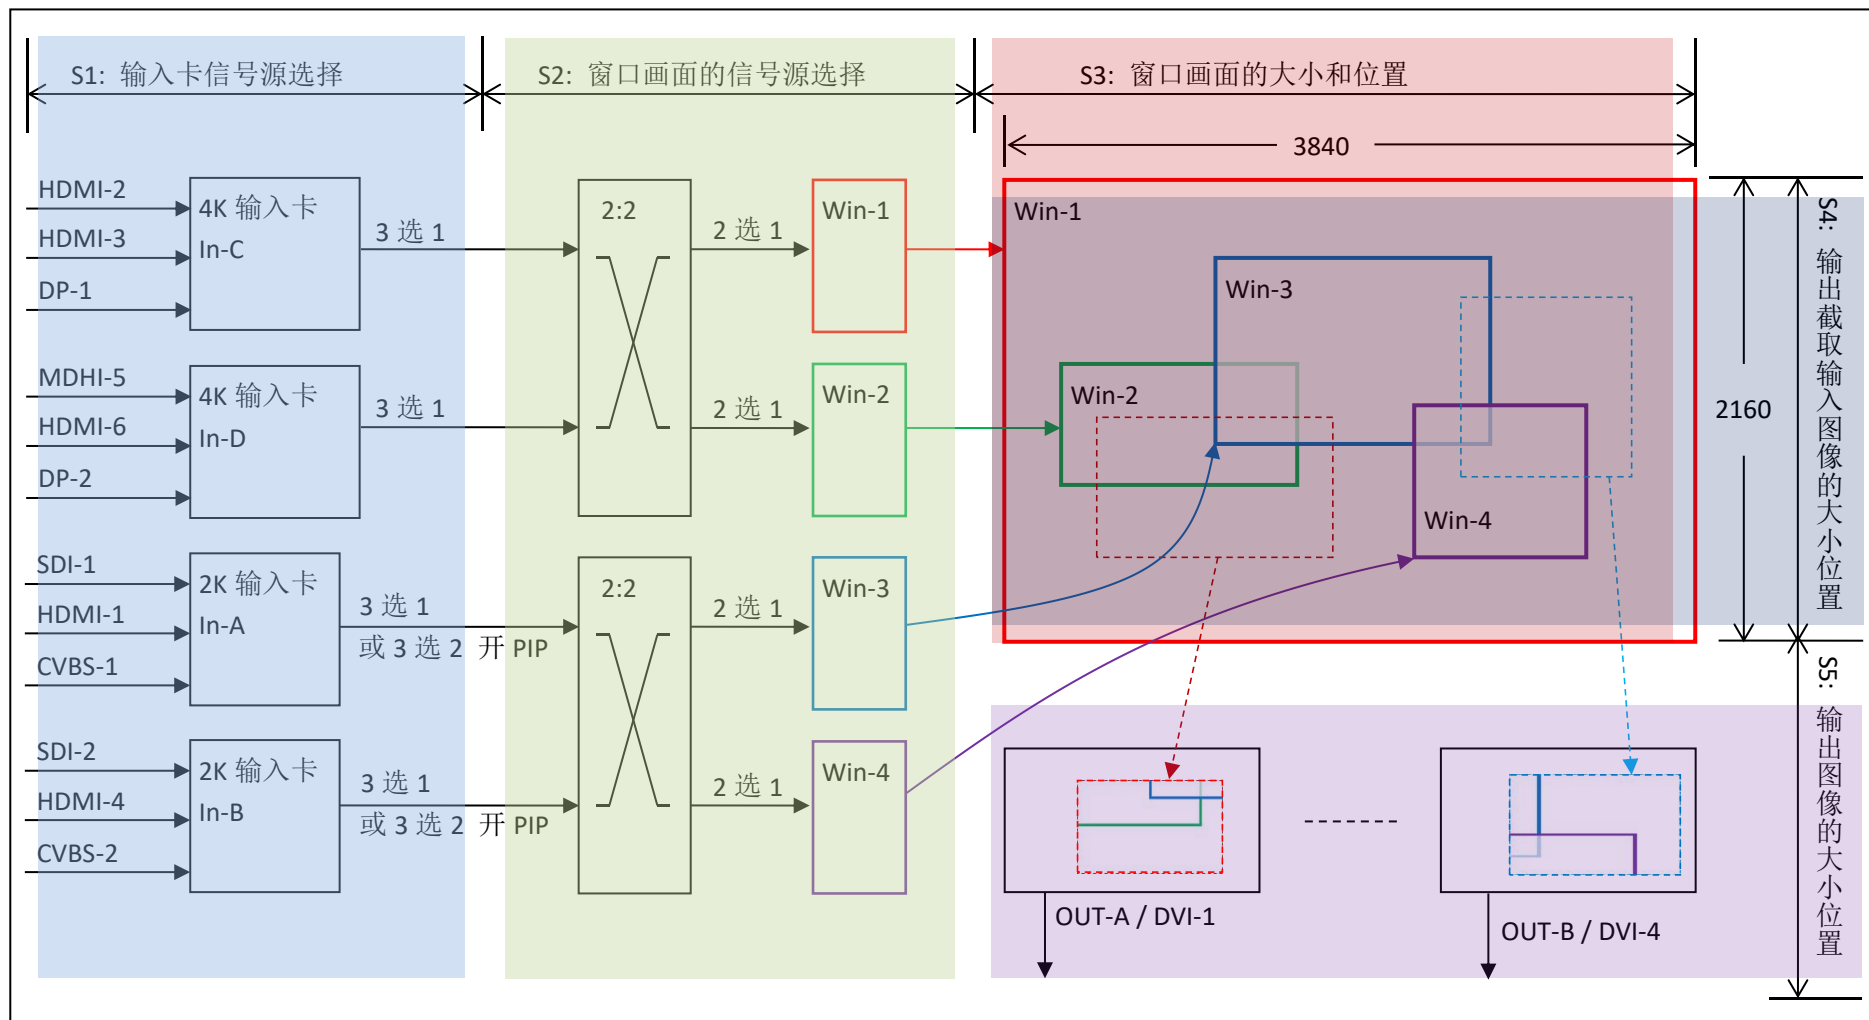 S1: 输入卡信号源选择
S2: 窗口画面的信号源选择
S3: 窗口画面的大小和位置
3840
HDMI-2
HDMI-3
DP-1
4K 输入卡
In-C
3 选 1
2:2
2 选 1
Win-1
Win-1
Win-3
Win-2
Win-4
2160
S4: 输出截取输入图像的大小位置
MDHI-5
HDMI-6
DP-2
4K 输入卡
In-D
3 选 1
2 选 1
Win-2
SDI-1
HDMI-1
CVBS-1
2K 输入卡
In-A
3 选 1
或 3 选 2 开 PIP
2:2
2 选 1
Win-3
SDI-2
HDMI-4
CVBS-2
2K 输入卡
In-B
3 选 1
或 3 选 2 开 PIP
2 选 1
Win-4
S5: 输出图像的大小位置
OUT-A / DVI-1
OUT-B / DVI-4